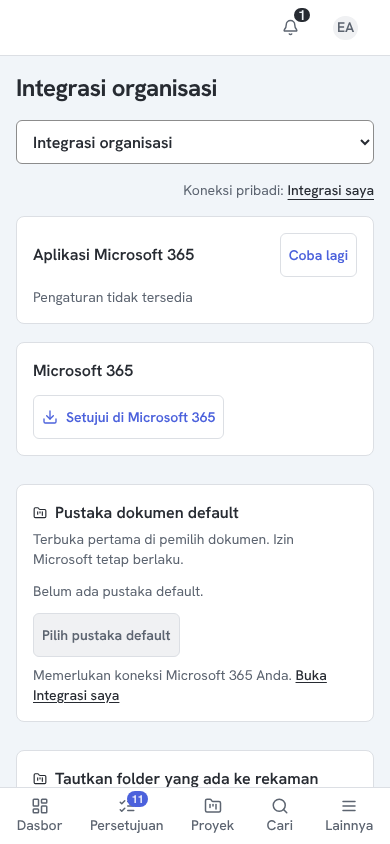 1
EA
Integrasi organisasi
Integrasi organisasi
Koneksi pribadi: Integrasi saya
Aplikasi Microsoft 365
Coba lagi
Pengaturan tidak tersedia
Microsoft 365
Setujui di Microsoft 365
Pustaka dokumen default
Terbuka pertama di pemilih dokumen. Izin
Microsoft tetap berlaku.
Belum ada pustaka default.
Pilih pustaka default
Memerlukan koneksi Microsoft 365 Anda. Buka
Integrasi saya
Tautkan folder yang ada ke rekaman
11
Dasbor
Persetujuan
Proyek
Cari
Lainnya